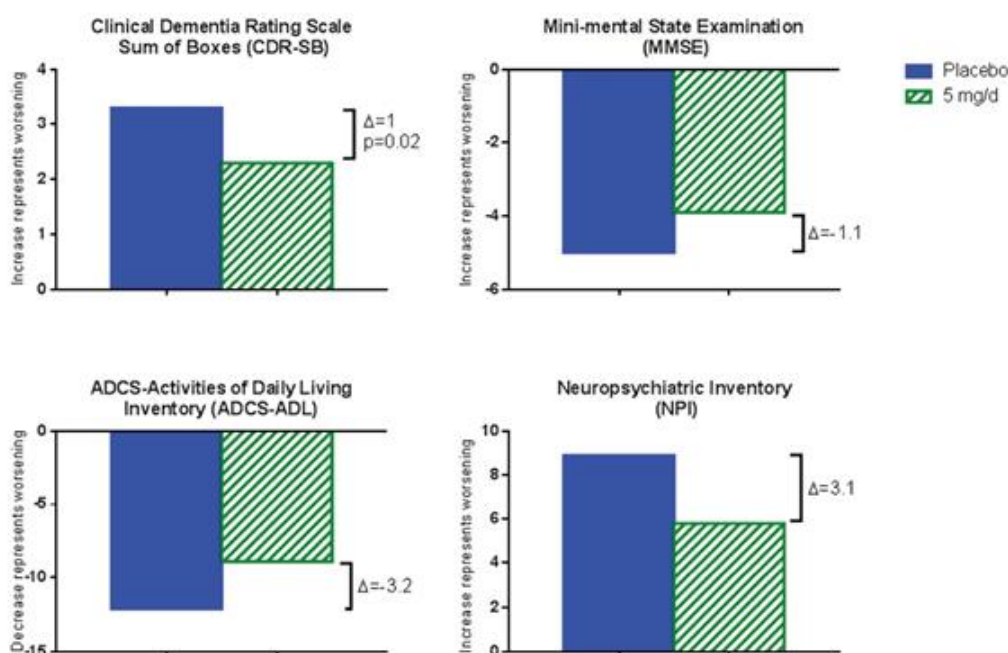 Clinical Dementia Rating Scale
Sum of Boxes (CDR-SB)
Increase represents worsening
4
3
2
1
0
Δ=1
p=0.02
Mini-mental State Examination
(MMSE)
Increase represents worsening
0
-2
-4
-6
Δ=-1.1
Placebo
5 mg/d
ADCS-Activities of Daily Living
Inventory (ADCS-ADL)
Decrease represents worsening
0
-5
-10
-15
Δ=-3.2
Neuropsychiatric Inventory
(NPI)
Increase represents worsening
10
8
6
4
2
0
Δ=3.1